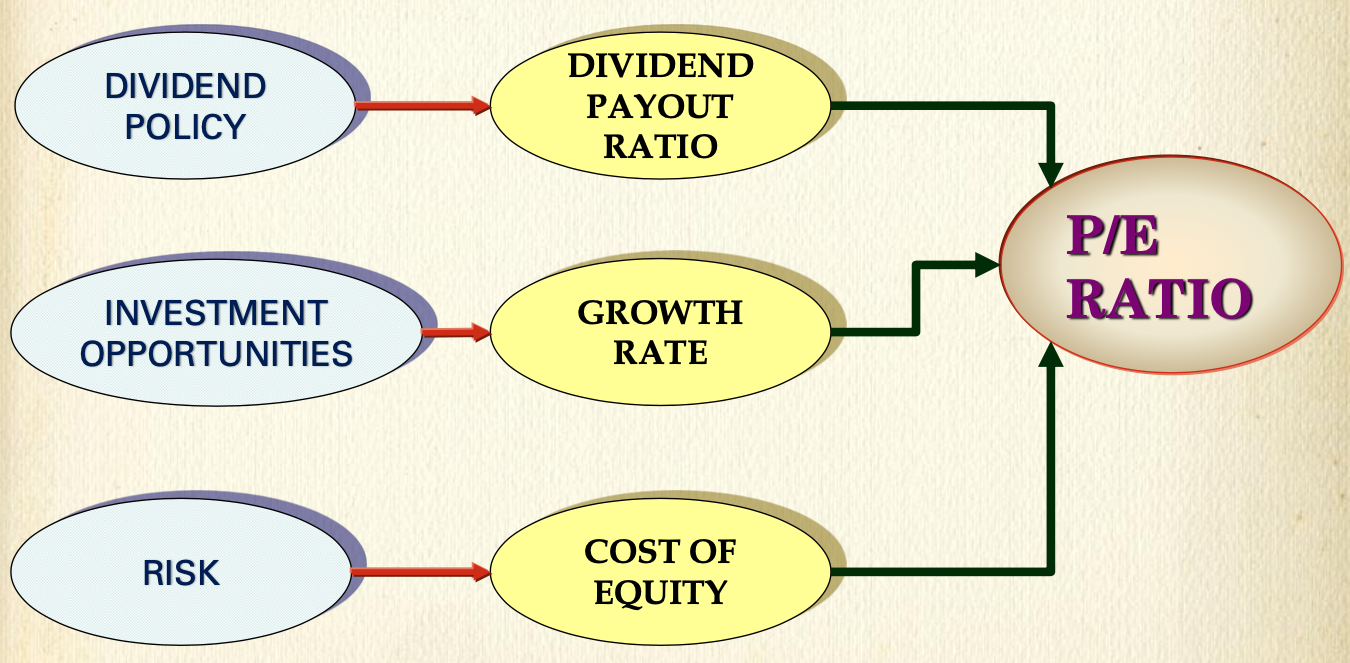 DIVIDEND
POLICY
DIVIDEND
PAYOUT
RATIO
INVESTMENT
OPPORTUNITIES
GROWTH
RATE
P/E
RATIO
RISK
COST OF
EQUITY